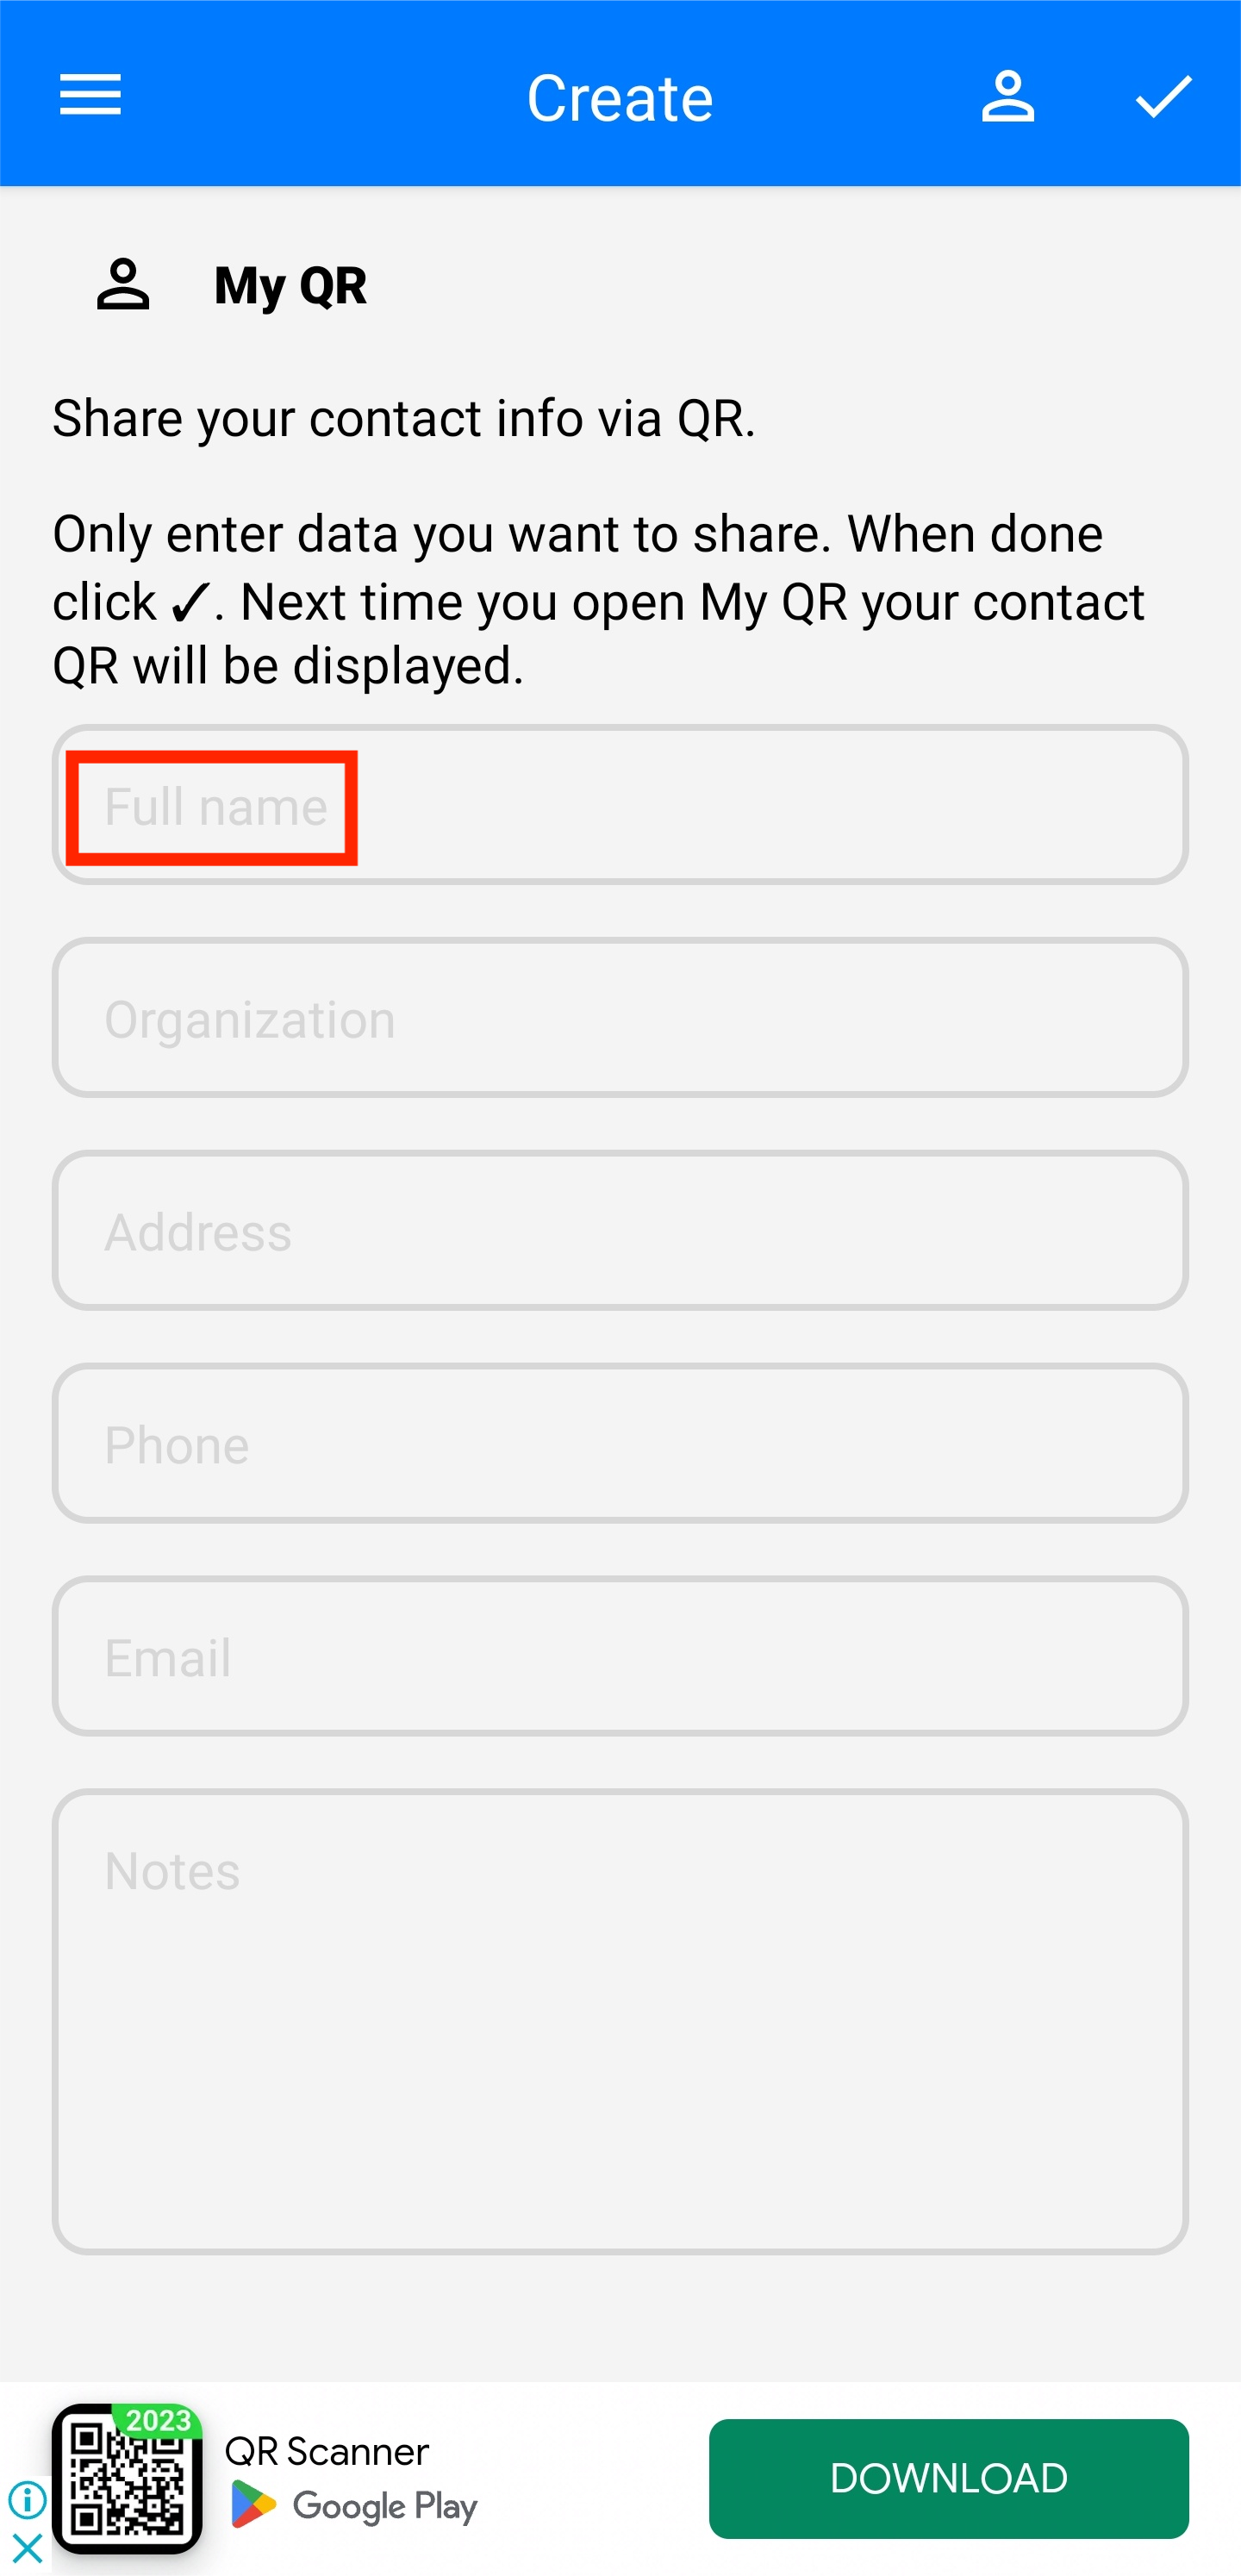 Create
My QR
Share your contact info via QR.
Only enter data you want to share. When done
click ✓. Next time you open My QR your contact
QR will be displayed.
Full name
Organization
Address
Phone
Email
Notes
2023
QR Scanner
Google Play
DOWNLOAD